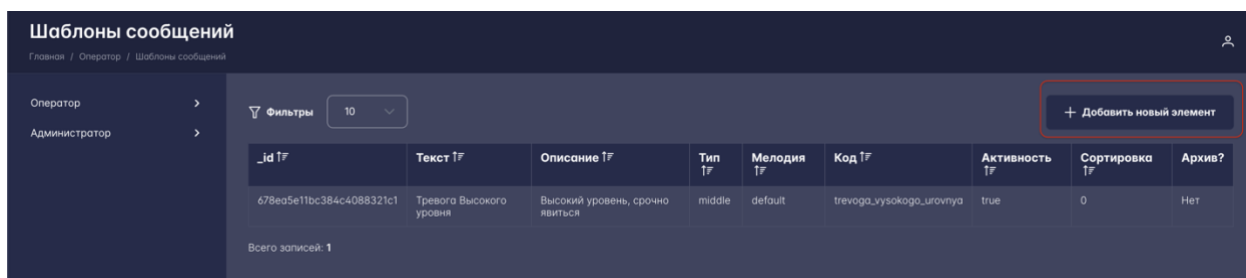 Шаблоны сообщений
Главная / Оператор / Шаблоны сообщений
Оператор
Администратор
Фильтры 10
+ Добавить новый элемент
_id Текст Описание Тип Мелодия Код Активность Сортировка Архив?
678ea5e11bc384c4088321c1 Тревога Высокого уровня Высокий уровень, срочно явиться middle default trevoga_vysokogo_urovnya true 0 Нет
Всего записей: 1